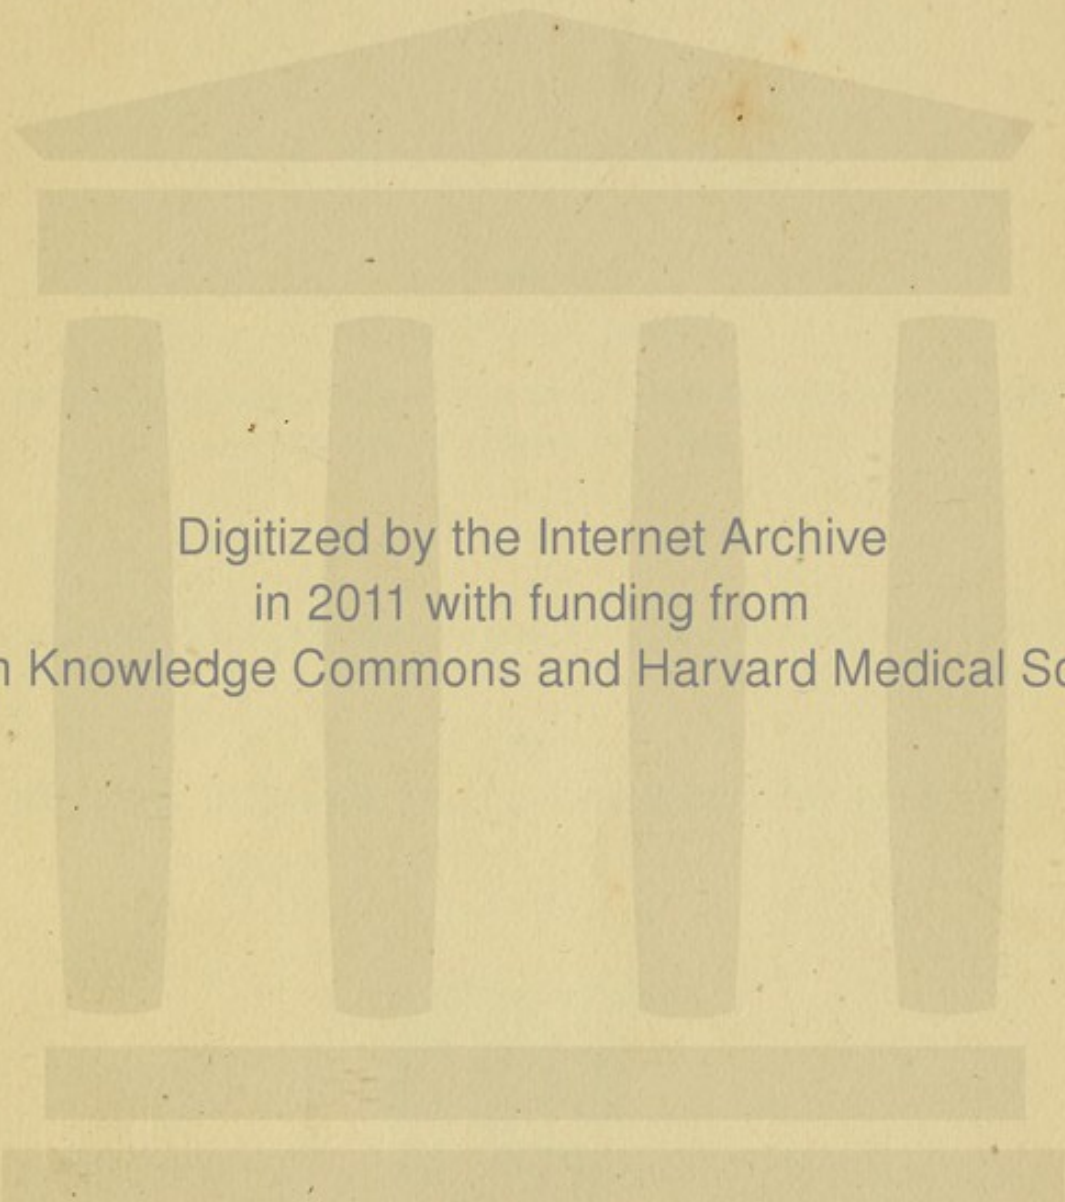 Digitized by the Internet Archive
in 2011 with funding from
Knowledge Commons and Harvard Medical